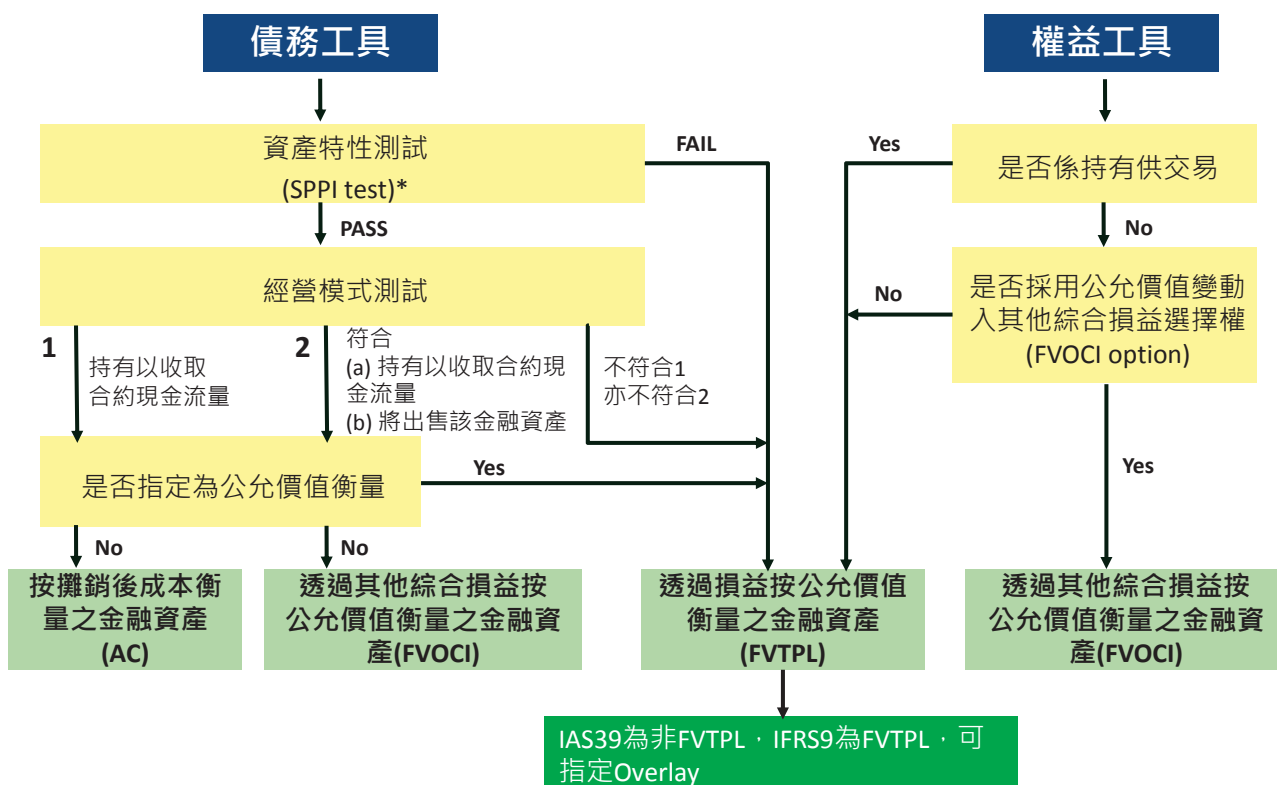 債務工具
權益工具
資產特性測試
(SPPI test)*
FAIL
Yes
是否係持有供交易
PASS
No
經營模式測試
No
是否採用公允價值變動
入其他綜合損益選擇權
(FVOCI option)
1
持有以收取
合約現金流量
2
符合
(a) 持有以收取合約現
金流量
(b) 將出售該金融資產
不符合1
亦不符合2
是否指定為公允價值衡量
Yes
Yes
No
No
按攤銷後成本衡
量之金融資產
(AC)
透過其他綜合損益按
公允價值衡量之金融資
產(FVOCI)
透過損益按公允價值
衡量之金融資產
(FVTPL)
透過其他綜合損益按
公允價值衡量之金融資
產(FVOCI)
IAS39為非FVTPL，IFRS9為FVTPL，可
指定Overlay